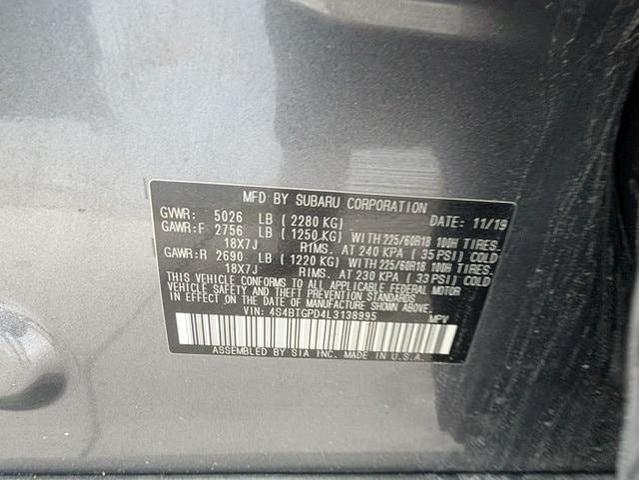 MFD BY SUBARU CORPORATION
GVWR: 5026 LB (2280 KG) DATE: 11/19
GAWR:F 2756 LB (1250 KG) WITH 225/60R18 100H TIRES.
18X7J RIMS. AT 240 KPA (35 PSI) COLD
GAWR:R 2690 LB (1220 KG) WITH 225/60R18 100H TIRES.
18X7J RIMS. AT 230 KPA (33 PSI) COLD
THIS VEHICLE CONFORMS TO ALL APPLICABLE FEDERAL MOTOR
VEHICLE SAFETY AND THEFT PREVENTION STANDARDS
IN EFFECT ON THE DATE OF MANUFACTURE SHOWN ABOVE.
VIN: 4S4BTGPD4L3138995 MPV
ASSEMBLED BY SIA INC. MADE IN U.S.A.